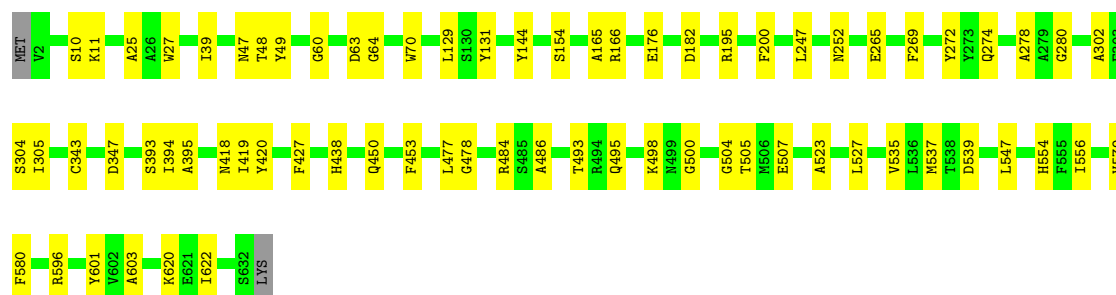 MET V2 S10 K11 A25 A26 W27 I39 N47 T48 Y49 G60 D63 G64 W70 L129 S130 Y131 Y144 S154 A165 R166 E176 D182 R195 F200 L247 N252 E265 F269 Y272 Y273 Q274 A278 A279 G280 A302
S304 I305 C343 D347 S393 I394 A395 N418 I419 Y420 F427 H438 Q450 F453 L477 G478 R484 S485 A486 T493 R494 Q495 K498 N499 G500 G504 T505 M506 E507 A523 L527 V535 L536 M537 T538 D539 L547 H554 F555 I556
F580 R596 Y601 V602 A603 K620 E621 I622 S632 LYS